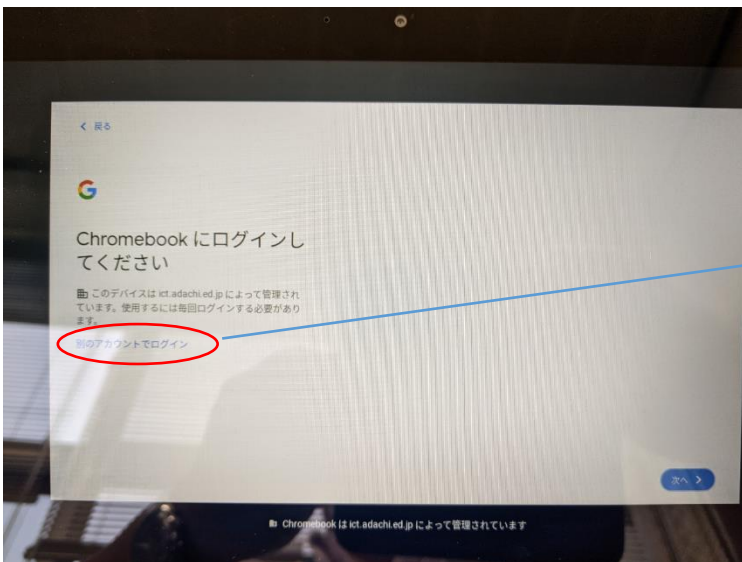 戻る
G
Chromebook にログインし
てください
このデバイスは ict.adachi.ed.jp によって管理され
ています。使用するには毎回ログインする必要があり
ます。
別のアカウントでログイン
次へ
Chromebook は ict.adachi.ed.jp によって管理されています